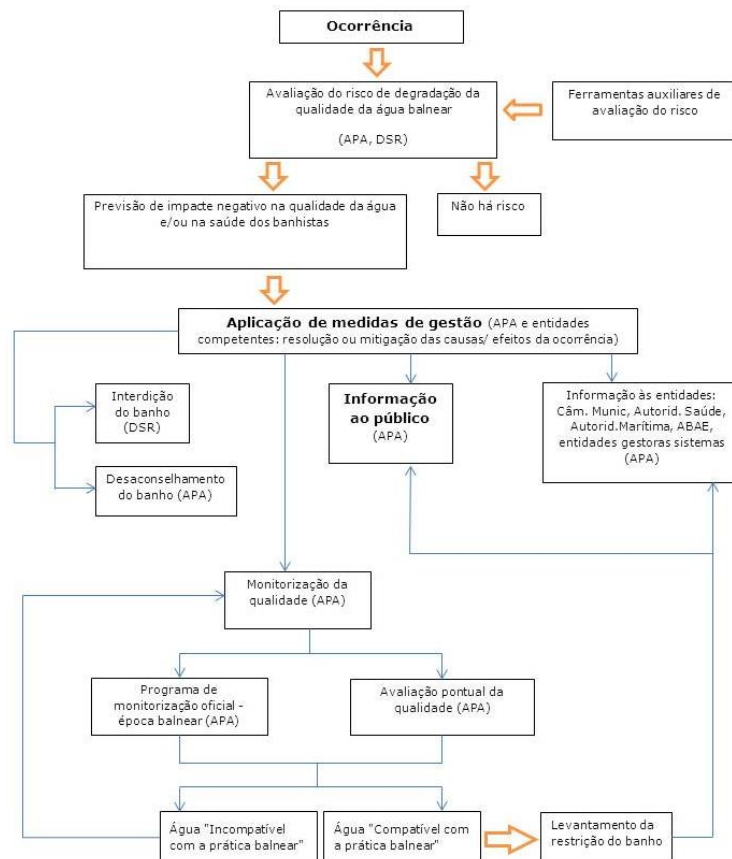 Ocorrência
Avaliação do risco de degradação da
qualidade da água balnear
(APA, DSR)
Ferramentas auxiliares de
avaliação do risco
Previsão de impacte negativo na qualidade da água
e/ou na saúde dos banhistas
Não há risco
Aplicação de medidas de gestão (APA e entidades
competentes: resolução ou mitigação das causas/ efeitos da ocorrência)
Interdição
do banho
(DSR)
Desaconselhamento
do banho (APA)
Informação
ao público
(APA)
Informação às entidades:
Câm. Munic, Autorid. Saúde,
Autorid.Marítima, ABAE,
entidades gestoras sistemas
(APA)
Monitorização da
qualidade (APA)
Programa de
monitorização oficial -
época balnear (APA)
Avaliação pontual da
qualidade (APA)
Água "Incompatível
com a prática balnear"
Água "Compatível com
a prática balnear"
Levantamento da
restrição do banho